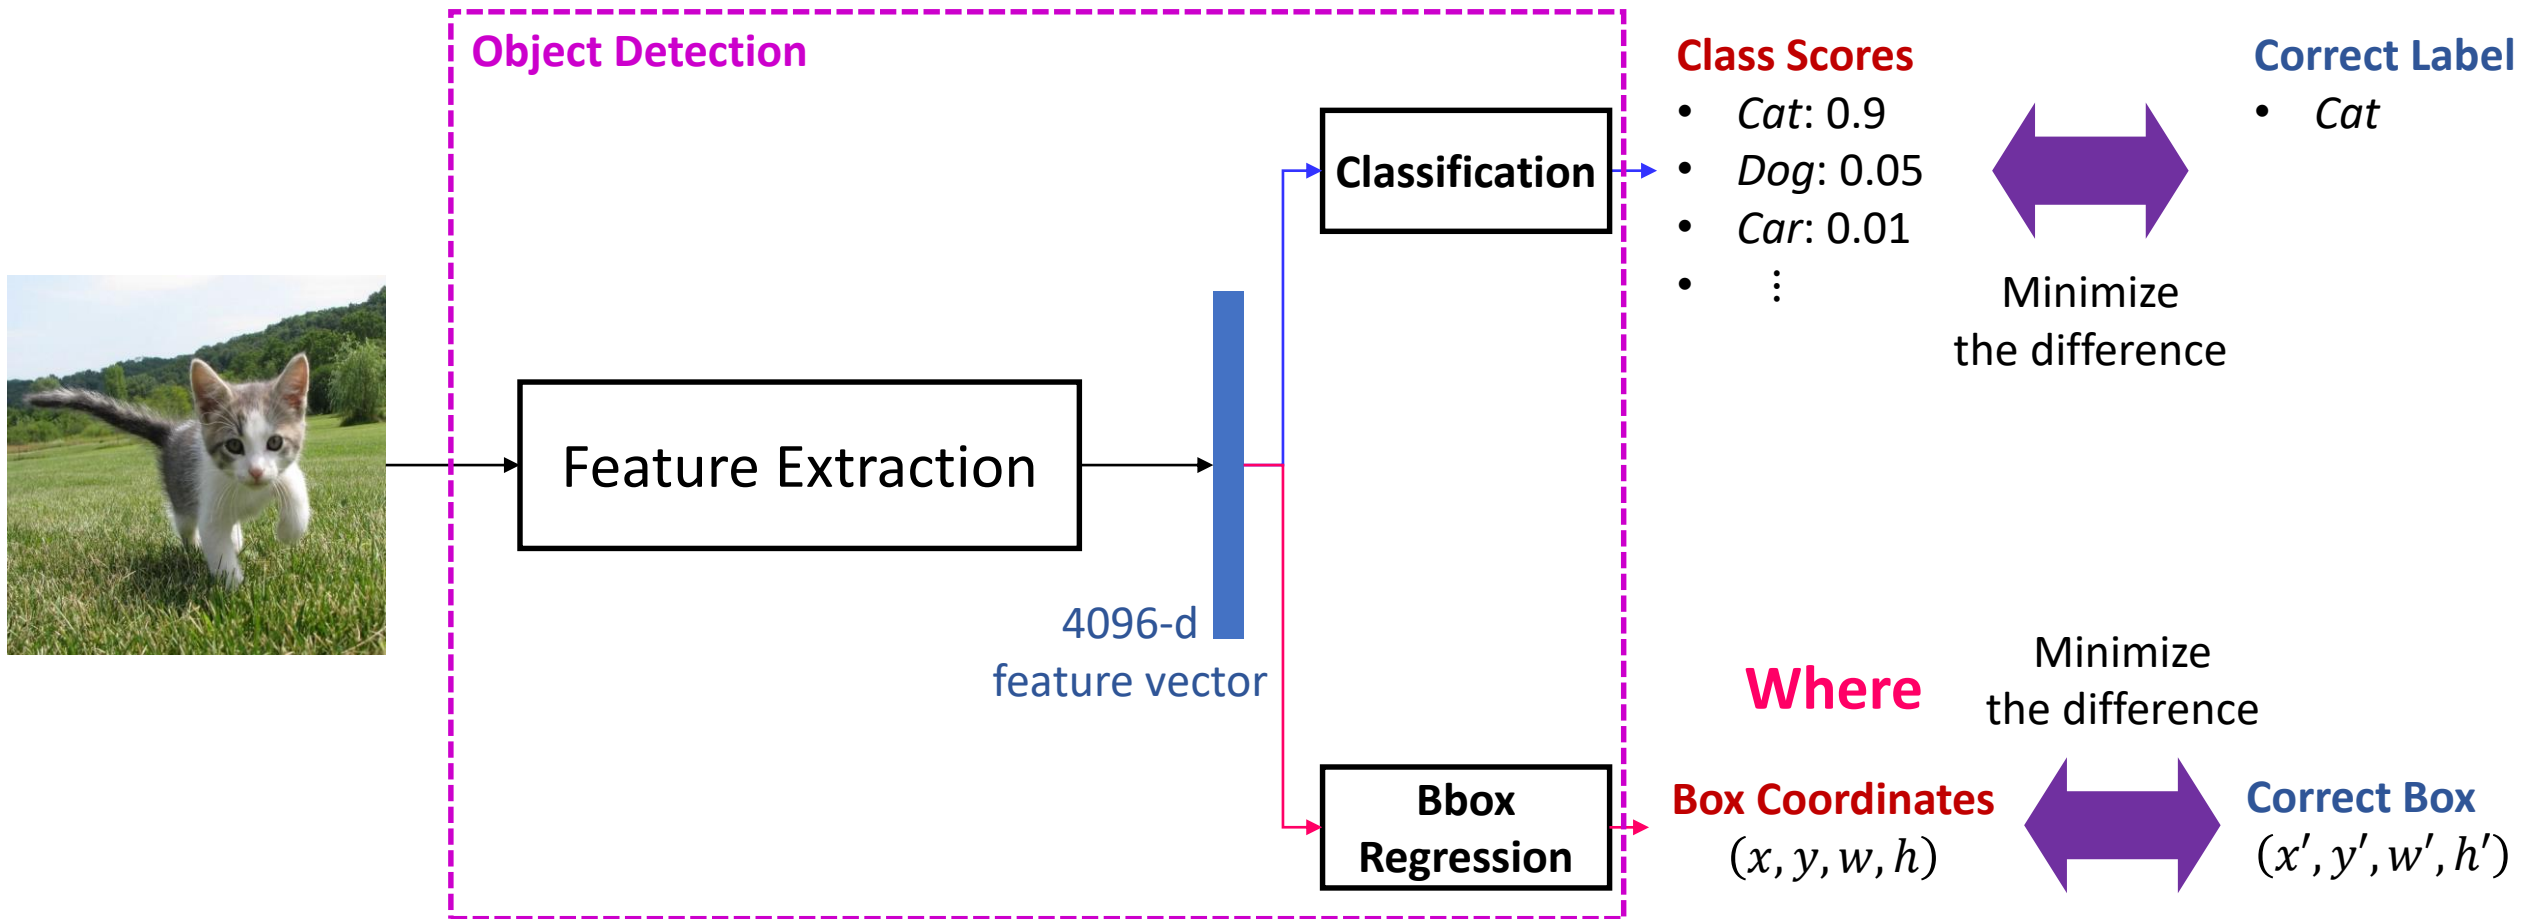 Object Detection
Class Scores
• Cat: 0.9
• Dog: 0.05
• Car: 0.01
• ⋮
Correct Label
• Cat
Minimize
the difference
Classification
Feature Extraction
4096-d
feature vector
Bbox
Regression
Where
Minimize
the difference
Box Coordinates
(x, y, w, h)
Correct Box
(x′, y′, w′, h′)